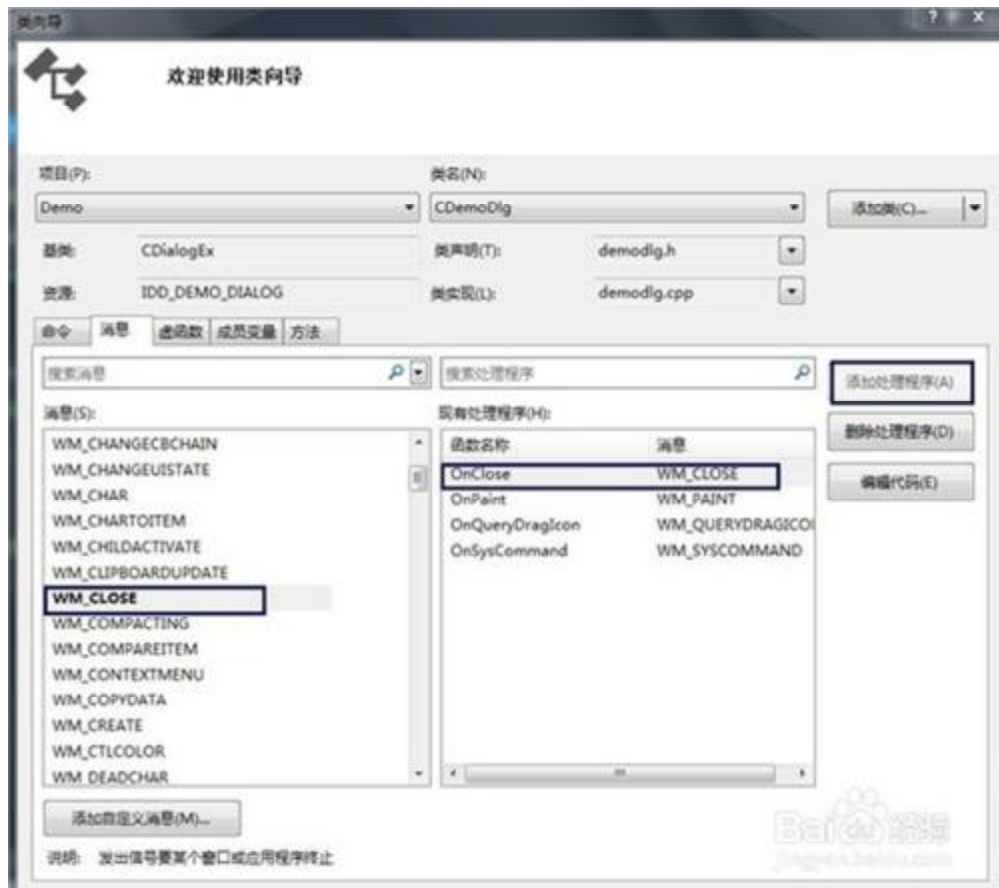 类向导
欢迎使用类向导
项目(P):
类名(N):
Demo
CDemoDlg
添加类(C)...
基类:
CDialogEx
类声明(T):
demodlg.h
资源:
IDD_DEMO_DIALOG
类实现(L):
demodlg.cpp
命令 消息 虚函数 成员变量 方法
搜索消息
搜索处理程序
添加处理程序(A)
消息(S):
现有处理程序(H):
删除处理程序(D)
WM_CHANGECBCHAIN
函数名称 消息
WM_CHANGEUISTATE
OnClose WM_CLOSE
编辑代码(E)
WM_CHAR
OnPaint WM_PAINT
WM_CHARTOITEM
OnQueryDragIcon WM_QUERYDRAGICO
WM_CHILDACTIVATE
OnSysCommand WM_SYSCOMMAND
WM_CLIPBOARDUPDATE
WM_CLOSE
WM_COMPACTING
WM_COMPAREITEM
WM_CONTEXTMENU
WM_COPYDATA
WM_CREATE
WM_CTLCOLOR
WM_DEADCHAR
添加自定义消息(M)...
说明: 发出信号要某个窗口或应用程序终止
Baidu 经验
jingyan.baidu.com